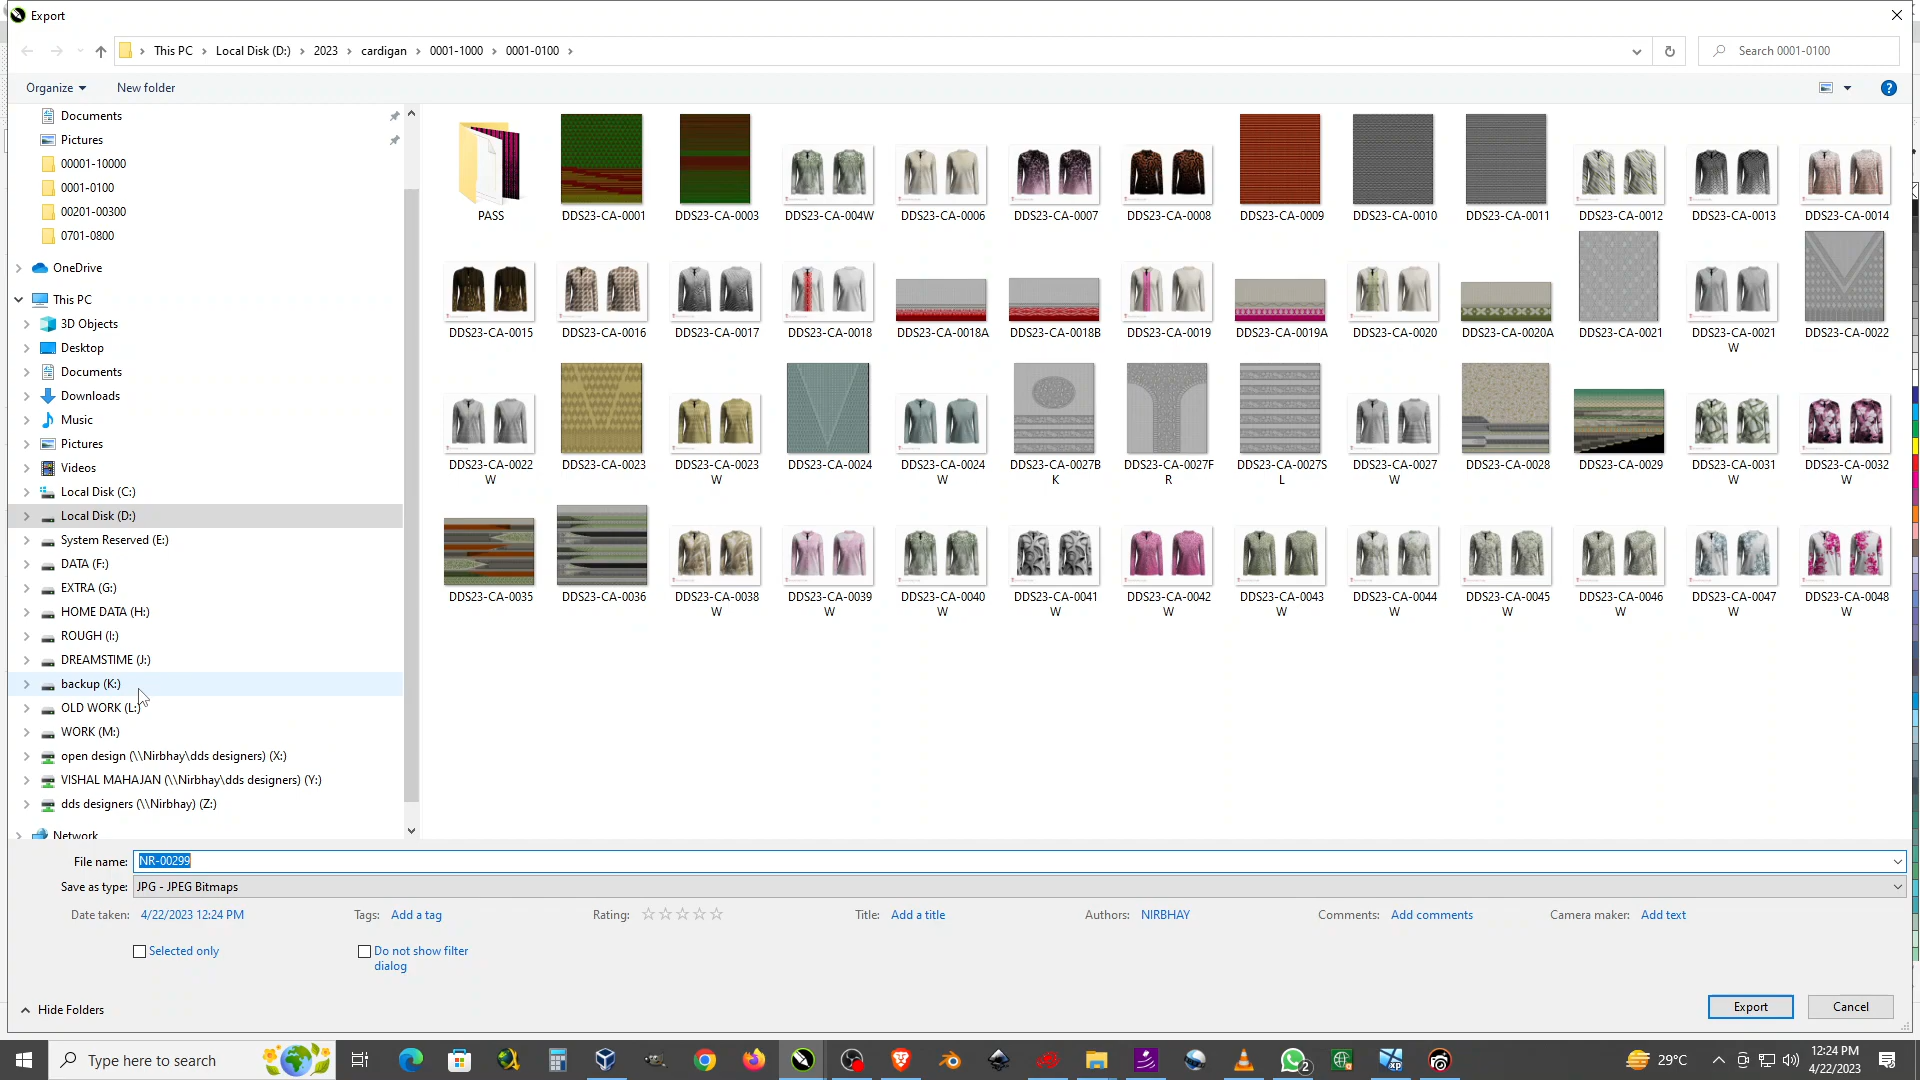 Export
This PC
Local Disk (D:)
2023
cardigan
0001-1000
0001-0100
Search 0001-0100
Organize
New folder
Documents
Pictures
00001-10000
0001-0100
00201-00300
0701-0800
OneDrive
This PC
3D Objects
Desktop
Documents
Downloads
Music
Pictures
Videos
Local Disk (C:)
Local Disk (D:)
System Reserved (E:)
DATA (F:)
EXTRA (G:)
HOME DATA (H:)
ROUGH (I:)
DREAMSTIME (J:)
backup (K:)
OLD WORK (L:)
WORK (M:)
open design (\\Nirbhay\dds designers) (X:)
VISHAL MAHAJAN (\\Nirbhay\dds designers) (Y:)
dds designers (\\Nirbhay) (Z:)
Network
PASS
DDS23-CA-0001
DDS23-CA-0003
DDS23-CA-004W
DDS23-CA-0006
DDS23-CA-0007
DDS23-CA-0008
DDS23-CA-0009
DDS23-CA-0010
DDS23-CA-0011
DDS23-CA-0012
DDS23-CA-0013
DDS23-CA-0014
DDS23-CA-0015
DDS23-CA-0016
DDS23-CA-0017
DDS23-CA-0018
DDS23-CA-0018A
DDS23-CA-0018B
DDS23-CA-0019
DDS23-CA-0019A
DDS23-CA-0020
DDS23-CA-0020A
DDS23-CA-0021
DDS23-CA-0021
W
DDS23-CA-0022
DDS23-CA-0022
W
DDS23-CA-0023
DDS23-CA-0023
W
DDS23-CA-0024
DDS23-CA-0024
W
DDS23-CA-0027B
K
DDS23-CA-0027F
R
DDS23-CA-0027S
L
DDS23-CA-0027
W
DDS23-CA-0028
DDS23-CA-0029
DDS23-CA-0031
W
DDS23-CA-0032
W
DDS23-CA-0035
DDS23-CA-0036
DDS23-CA-0038
W
DDS23-CA-0039
W
DDS23-CA-0040
W
DDS23-CA-0041
W
DDS23-CA-0042
W
DDS23-CA-0043
W
DDS23-CA-0044
W
DDS23-CA-0045
W
DDS23-CA-0046
W
DDS23-CA-0047
W
DDS23-CA-0048
W
File name: NR-00299
Save as type: JPG - JPEG Bitmaps
Date taken: 4/22/2023 12:24 PM
Tags: Add a tag
Rating:
Title: Add a title
Authors: NIRBHAY
Comments: Add comments
Camera maker: Add text
Selected only
Do not show filter
dialog
Hide Folders
Export
Cancel
Type here to search
2
29°C
12:24 PM
4/22/2023